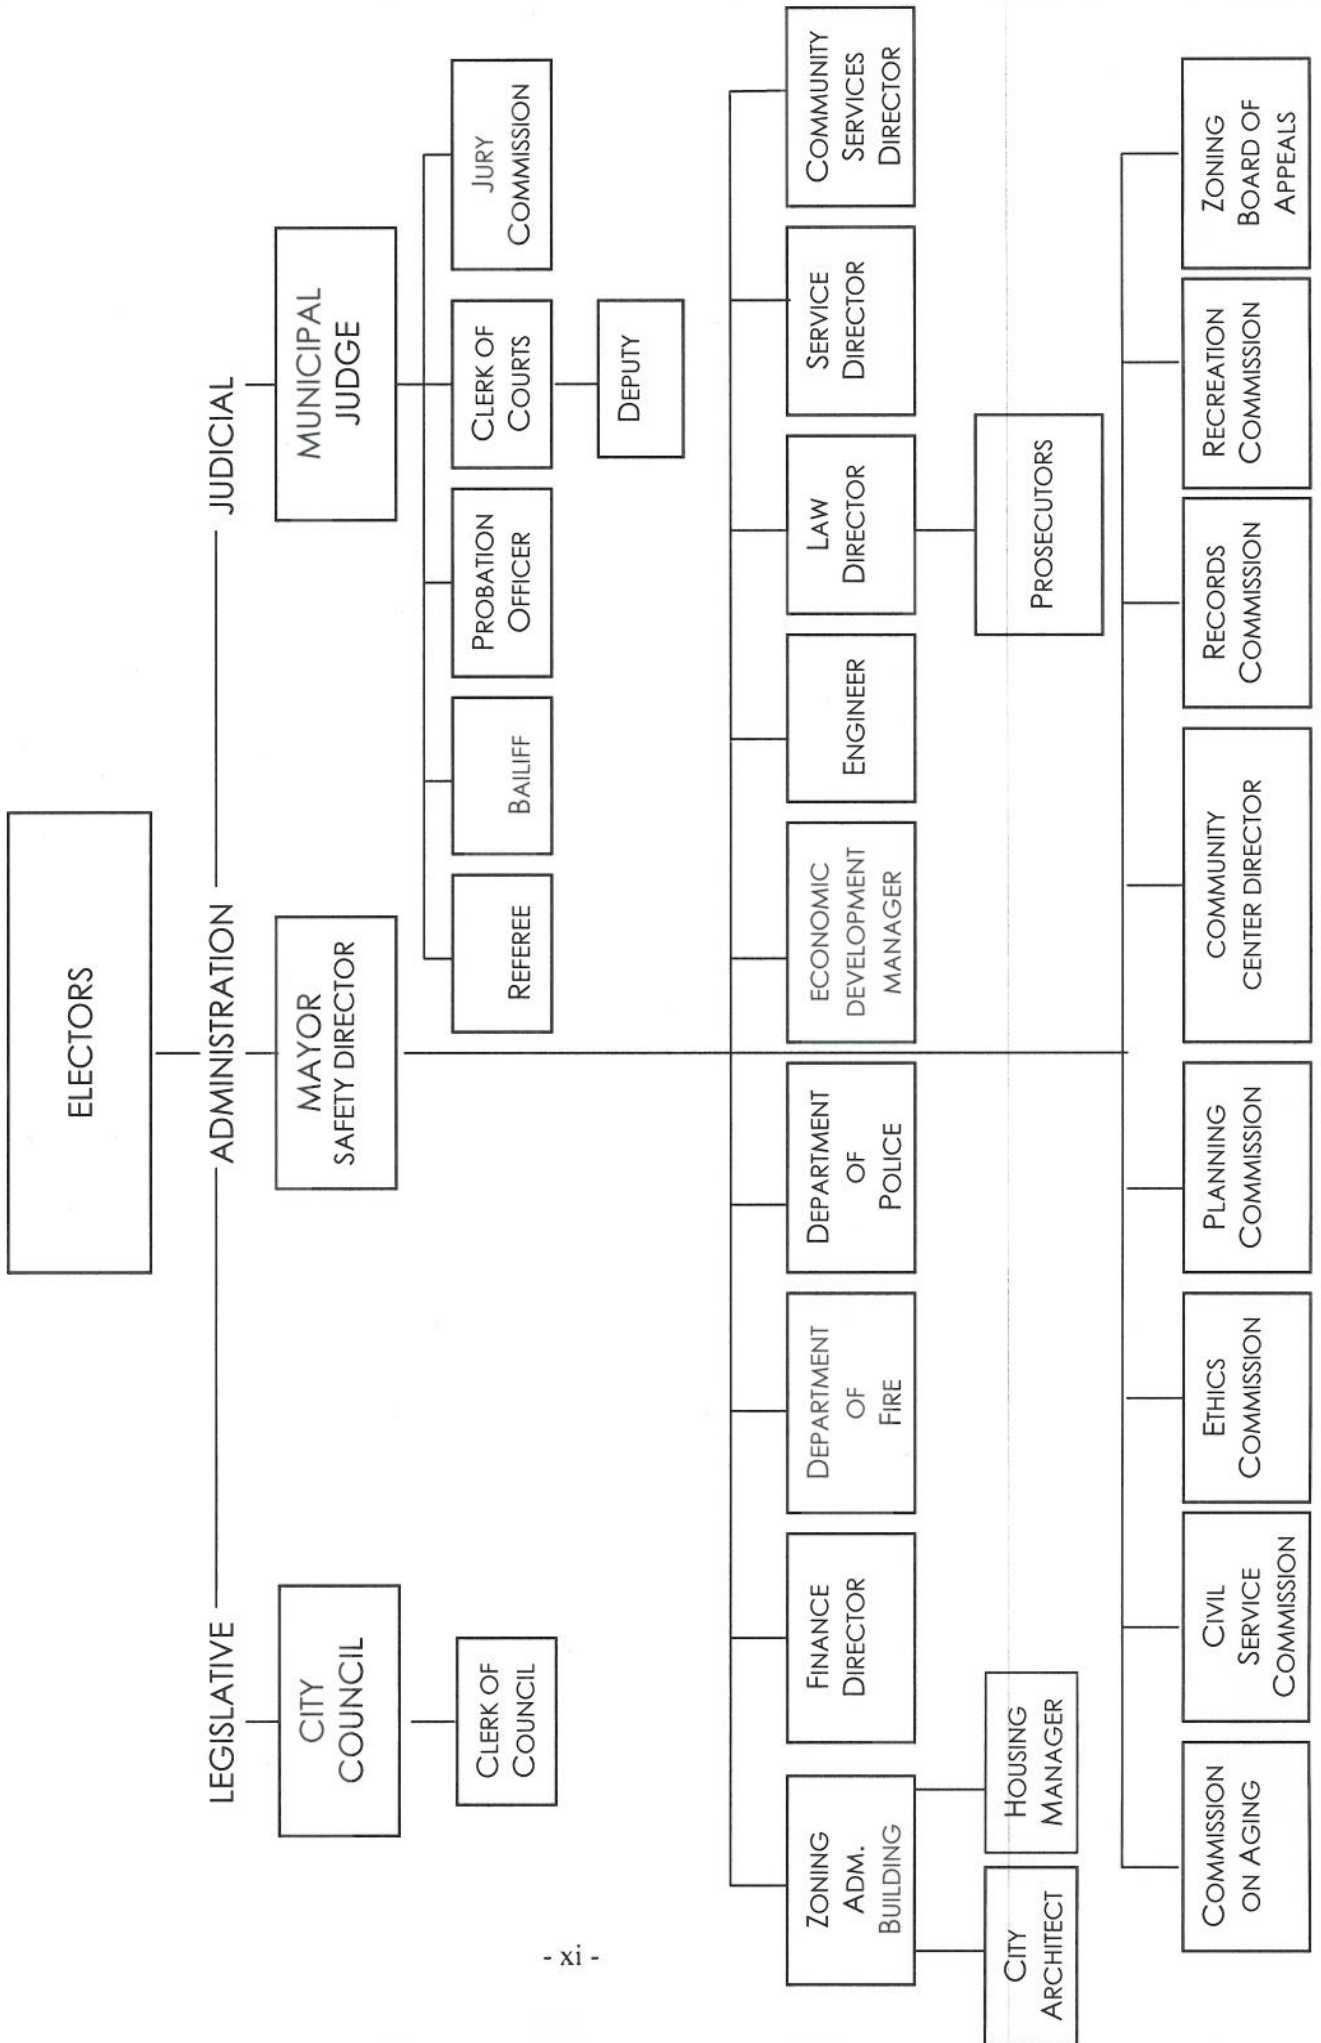 ELECTORS
LEGISLATIVE
ADMINISTRATION
JUDICIAL
CITY
COUNCIL
MAYOR
SAFETY DIRECTOR
MUNICIPAL
JUDGE
CLERK OF
COUNCIL
REFEREE
BAILIFF
PROBATION
OFFICER
CLERK OF
COURTS
JURY
COMMISSION
DEPUTY
ZONING
ADM.
BUILDING
FINANCE
DIRECTOR
DEPARTMENT
OF
FIRE
DEPARTMENT
OF
POLICE
ECONOMIC
DEVELOPMENT
MANAGER
ENGINEER
LAW
DIRECTOR
SERVICE
DIRECTOR
COMMUNITY
SERVICES
DIRECTOR
CITY
ARCHITECT
HOUSING
MANAGER
PROSECUTORS
COMMISSION
ON AGING
CIVIL
SERVICE
COMMISSION
ETHICS
COMMISSION
PLANNING
COMMISSION
COMMUNITY
CENTER DIRECTOR
RECORDS
COMMISSION
RECREATION
COMMISSION
ZONING
BOARD OF
APPEALS
- xi -